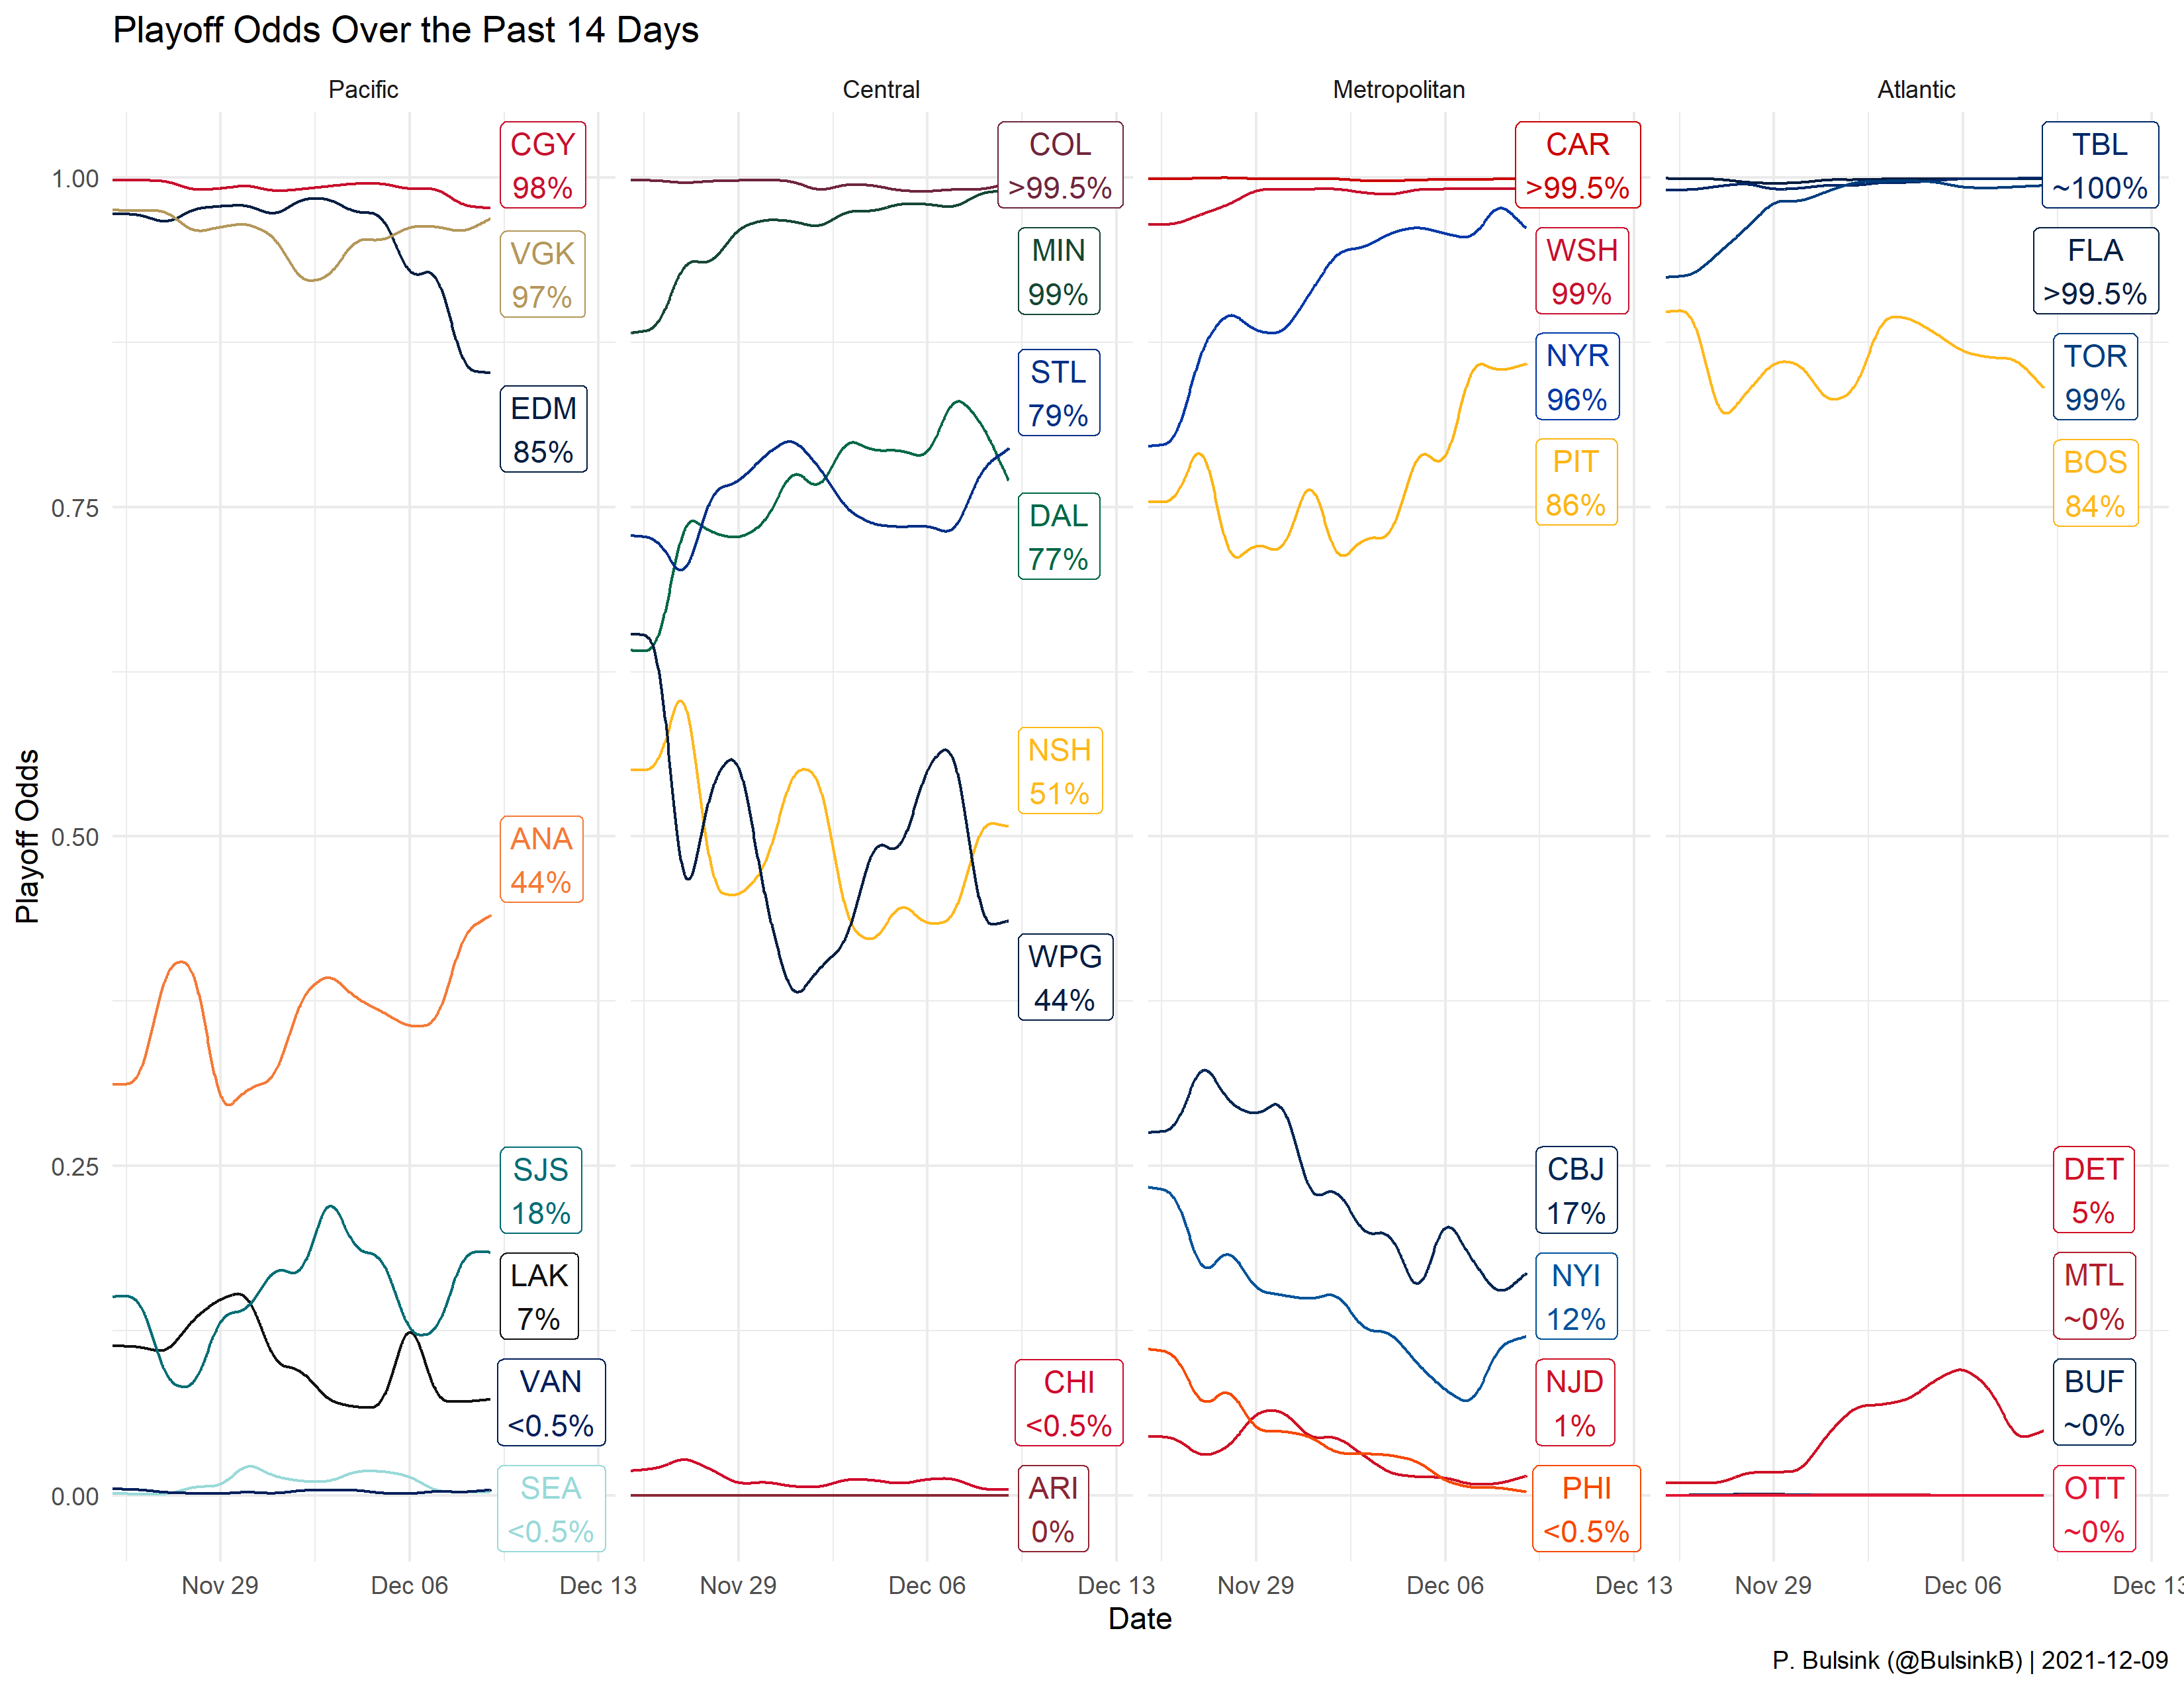 Playoff Odds Over the Past 14 Days
Pacific
Central
Metropolitan
Atlantic
Playoff Odds
1.00
0.75
0.50
0.25
0.00
CGY
98%
VGK
97%
EDM
85%
ANA
44%
SJS
18%
LAK
7%
VAN
<0.5%
SEA
<0.5%
COL
>99.5%
MIN
99%
STL
79%
DAL
77%
NSH
51%
WPG
44%
CHI
<0.5%
ARI
0%
CAR
>99.5%
WSH
99%
NYR
96%
PIT
86%
CBJ
17%
NYI
12%
NJD
1%
PHI
<0.5%
TBL
~100%
FLA
>99.5%
TOR
99%
BOS
84%
DET
5%
MTL
~0%
BUF
~0%
OTT
~0%
Nov 29 Dec 06 Dec 13 Nov 29 Dec 06 Dec 13 Nov 29 Dec 06 Dec 13 Nov 29 Dec 06 Dec 13
Date
P. Bulsink (@BulsinkB) | 2021-12-09